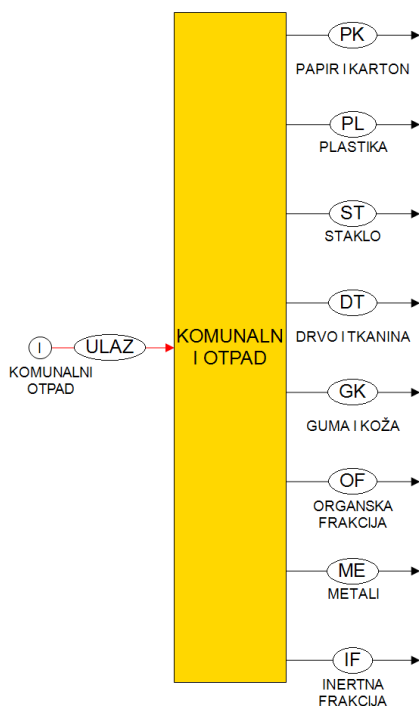 PK
PAPIR I KARTON
PL
PLASTIKA
ST
STAKLO
DT
DRVO I TKANINA
I
ULAZ
KOMUNALNI
OTPAD
KOMUNALN
I OTPAD
GK
GUMA I KOŽA
OF
ORGANSKA
FRAKCIJA
ME
METALI
IF
INERTNA
FRAKCIJA